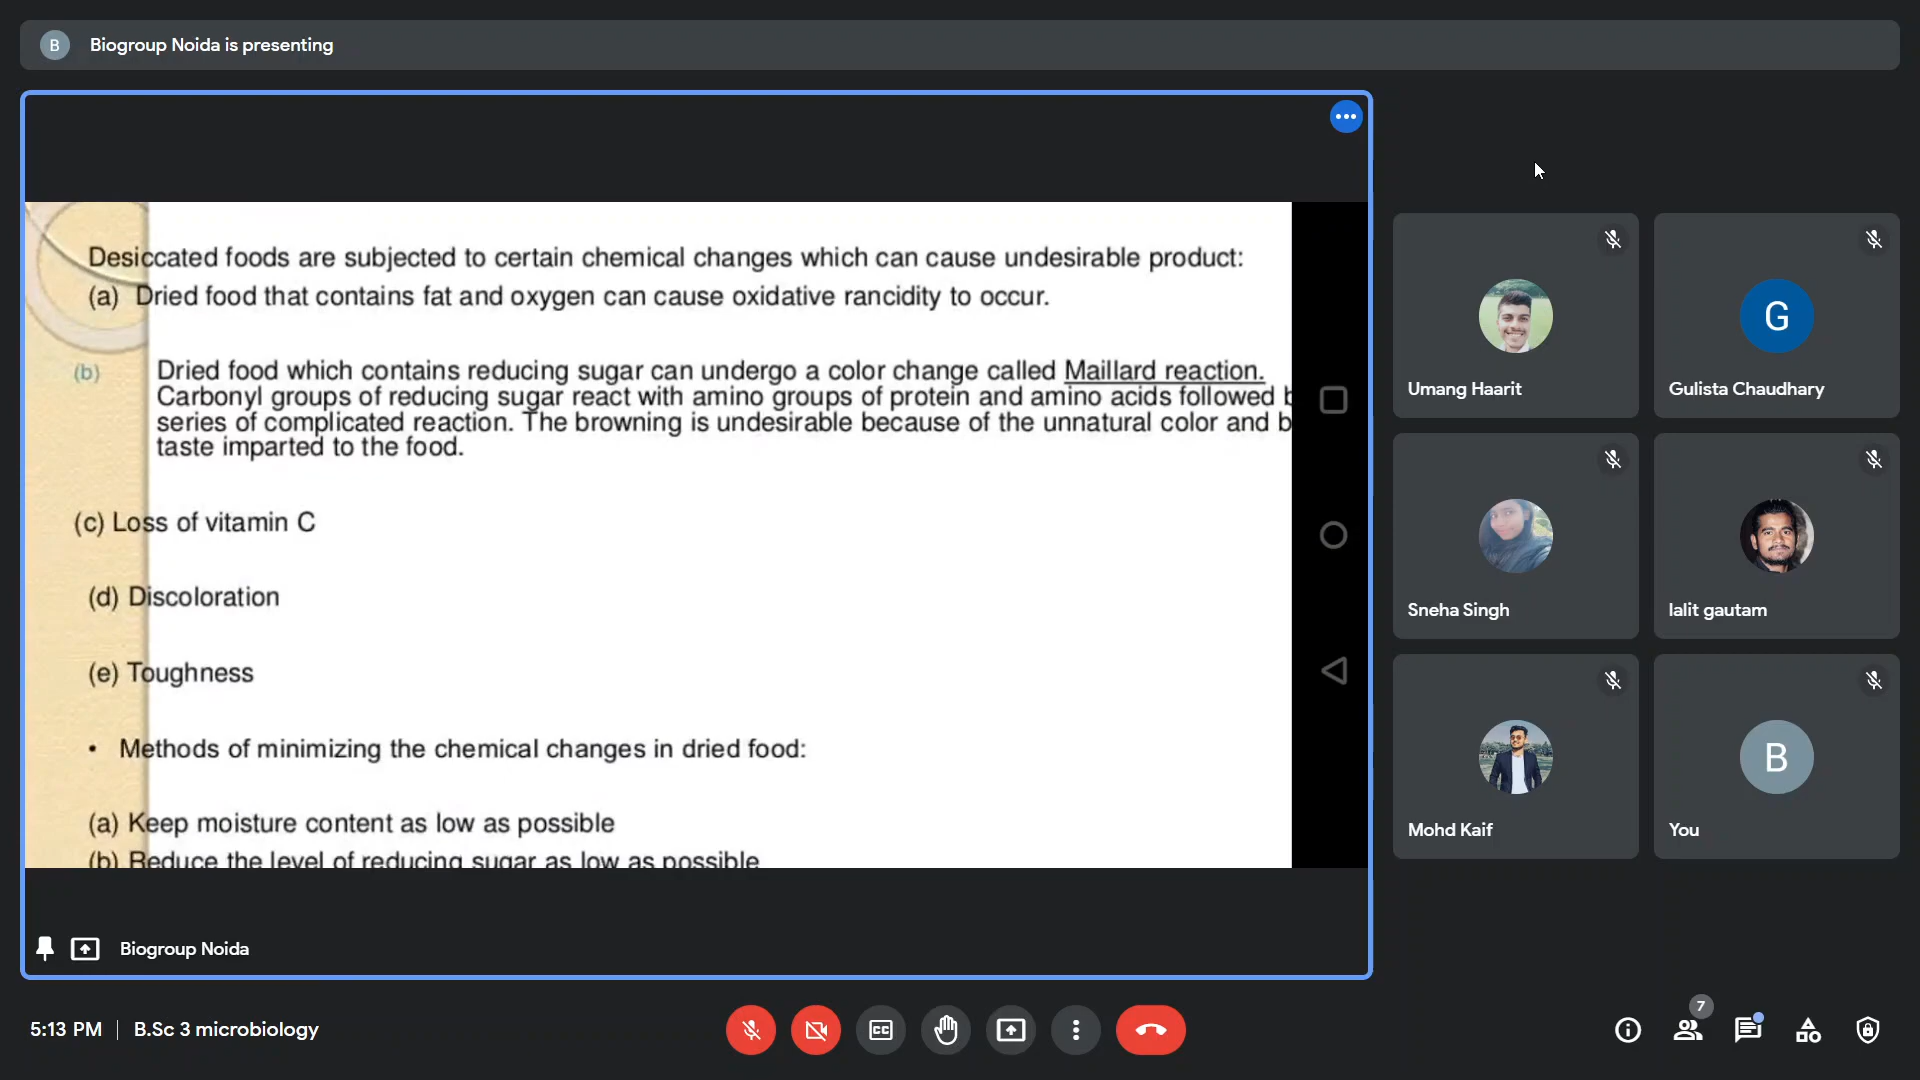 B Biogroup Noida is presenting
Desiccated foods are subjected to certain chemical changes which can cause undesirable product:
(a) Dried food that contains fat and oxygen can cause oxidative rancidity to occur.
(b) Dried food which contains reducing sugar can undergo a color change called Maillard reaction.
Carbonyl groups of reducing sugar react with amino groups of protein and amino acids followed
series of complicated reaction. The browning is undesirable because of the unnatural color and
taste imparted to the food.
(c) Loss of vitamin C
(d) Discoloration
(e) Toughness
• Methods of minimizing the chemical changes in dried food:
(a) Keep moisture content as low as possible
(b) Reduce the level of reducing sugar as low as possible
Biogroup Noida
Umang Haarit
G
Gulista Chaudhary
Sneha Singh
lalit gautam
Mohd Kaif
B
You
5:13 PM | B.Sc 3 microbiology
CC
7